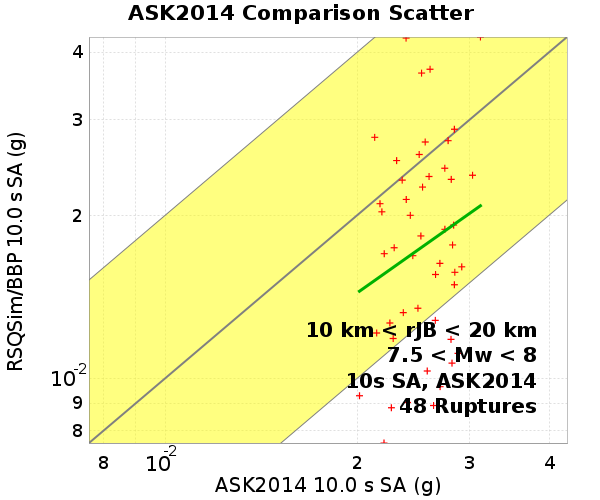 ASK2014 Comparison Scatter
RSQSim/BBP 10.0 s SA (g)
4
3
2
10-2
9
8
10 km < rJB < 20 km
7.5 < Mw < 8
10s SA, ASK2014
48 Ruptures
8 10-2 2 3 4
ASK2014 10.0 s SA (g)